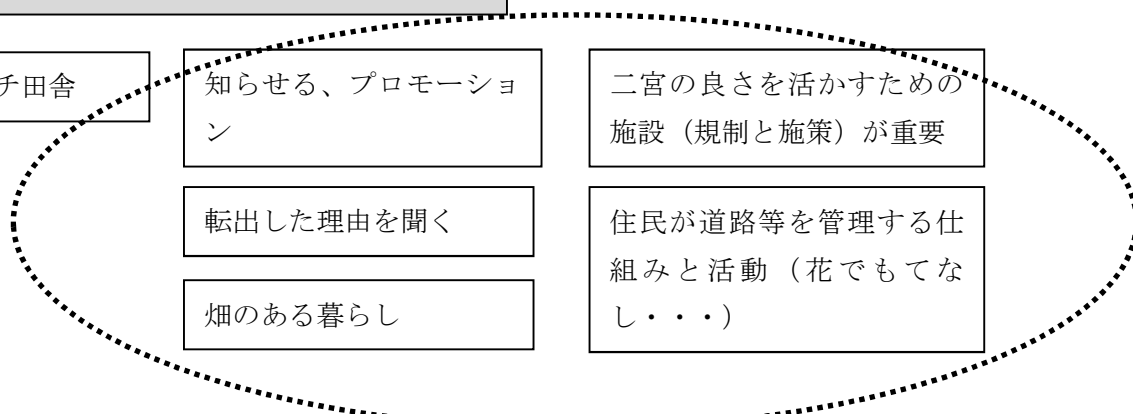 チ田舎
知らせる、プロモーショ
ン
転出した理由を聞く
畑のある暮らし
二宮の良さを活かすための
施設（規制と施策）が重要
住民が道路等を管理する仕
組みと活動（花でもてな
し・・・）